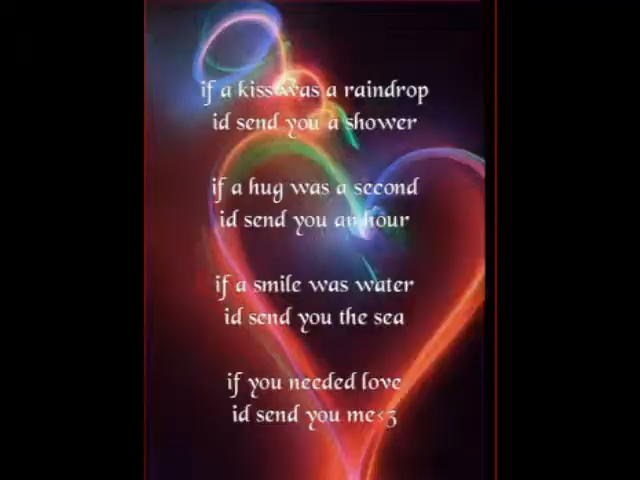 if a kiss was a raindrop
id send you a shower
if a hug was a second
id send you an hour
if a smile was water
id send you the sea
if you needed love
id send you me<3